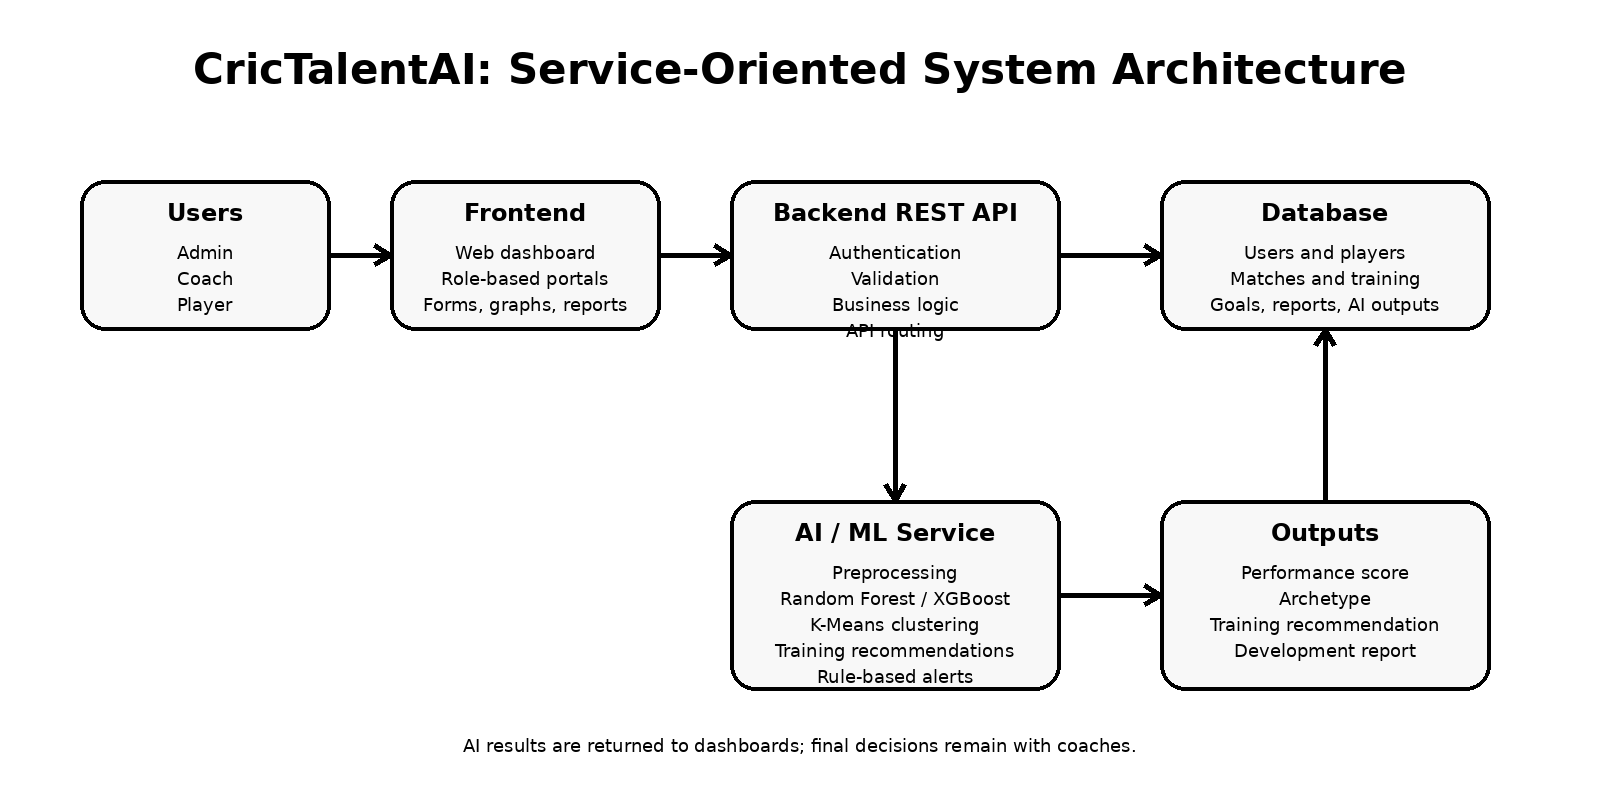 CricTalentAI: Service-Oriented System Architecture
Users
Admin
Coach
Player
Frontend
Web dashboard
Role-based portals
Forms, graphs, reports
Backend REST API
Authentication
Validation
Business logic
API routing
Database
Users and players
Matches and training
Goals, reports, AI outputs
AI / ML Service
Preprocessing
Random Forest / XGBoost
K-Means clustering
Training recommendations
Rule-based alerts
Outputs
Performance score
Archetype
Training recommendation
Development report
AI results are returned to dashboards; final decisions remain with coaches.